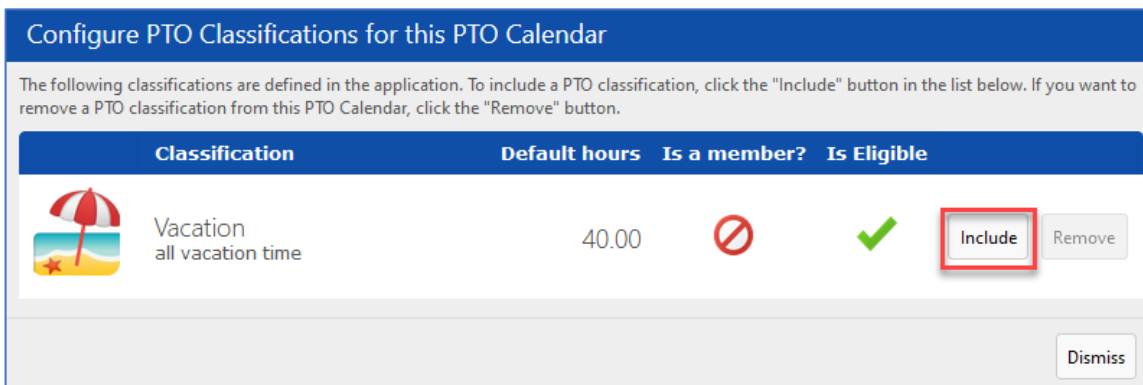 Configure PTO Classifications for this PTO Calendar
The following classifications are defined in the application. To include a PTO classification, click the "Include" button in the list below. If you want to
remove a PTO classification from this PTO Calendar, click the "Remove" button.
Classification Default hours Is a member? Is Eligible
Vacation 40.00 Include Remove
all vacation time
Dismiss